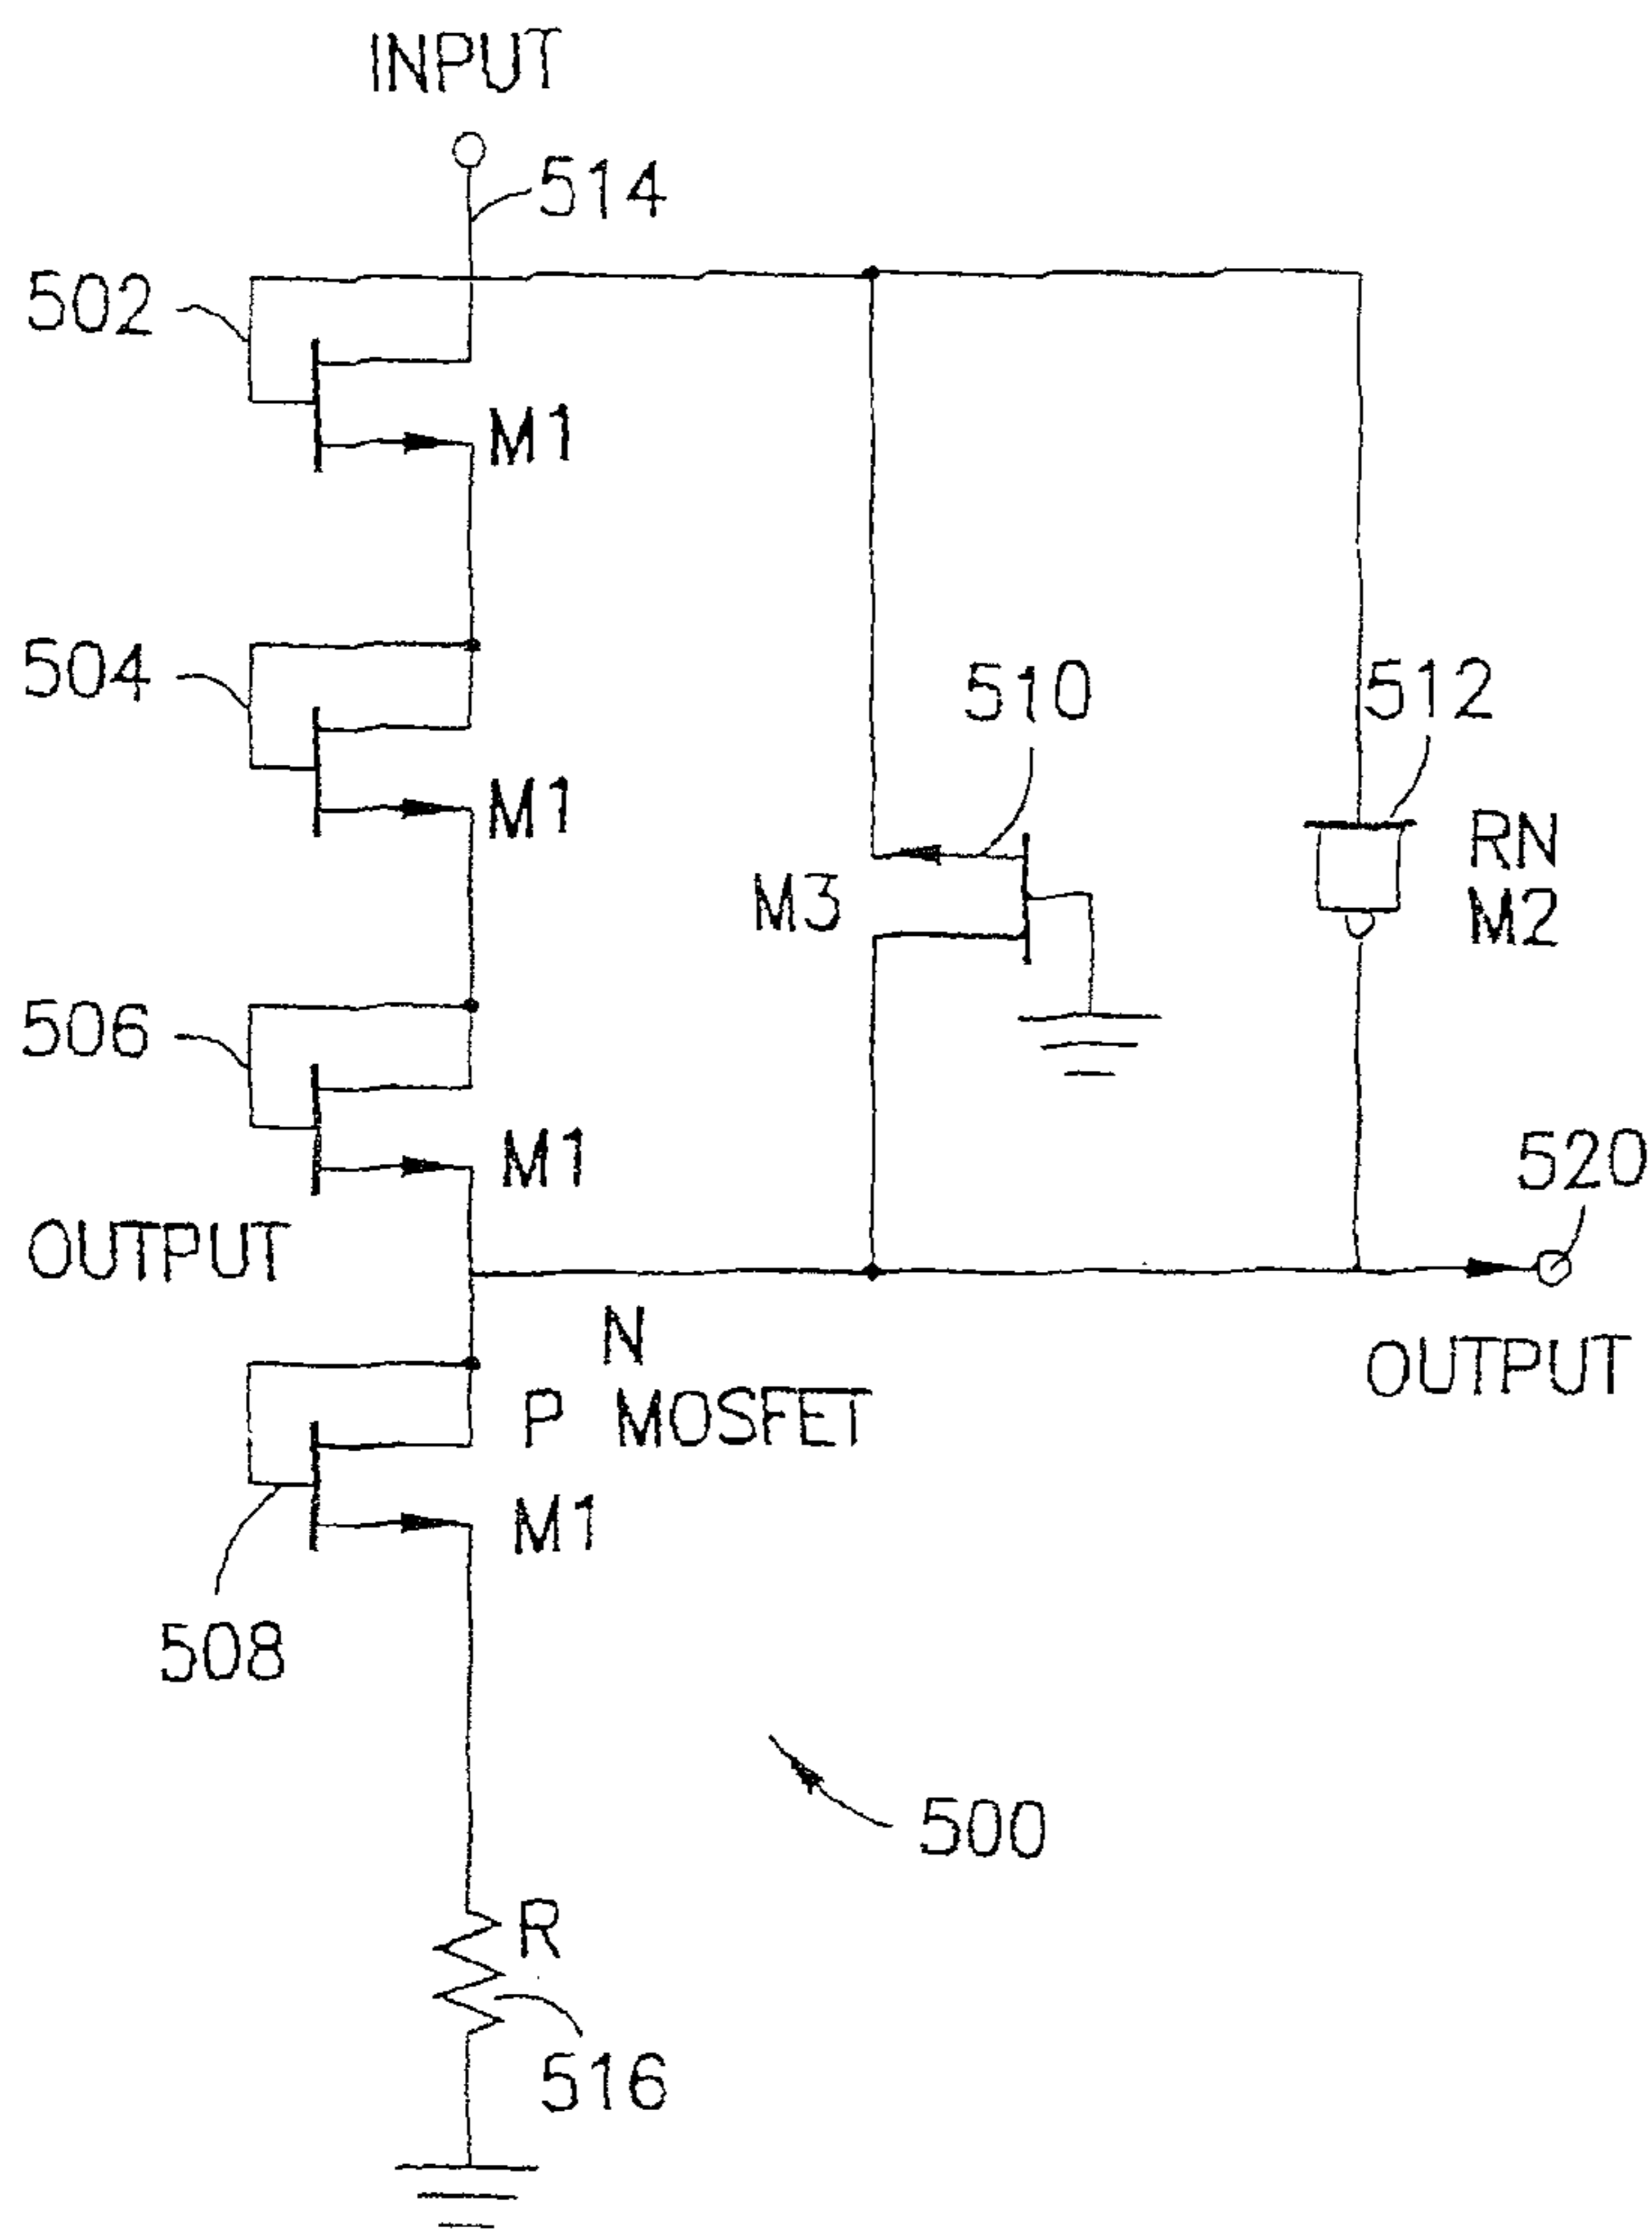 INPUT
514
502
M1
504
M1
510
512
RN
M2
M3
506
M1
520
OUTPUT
N
P MOSFET
OUTPUT
M1
508
500
R
516